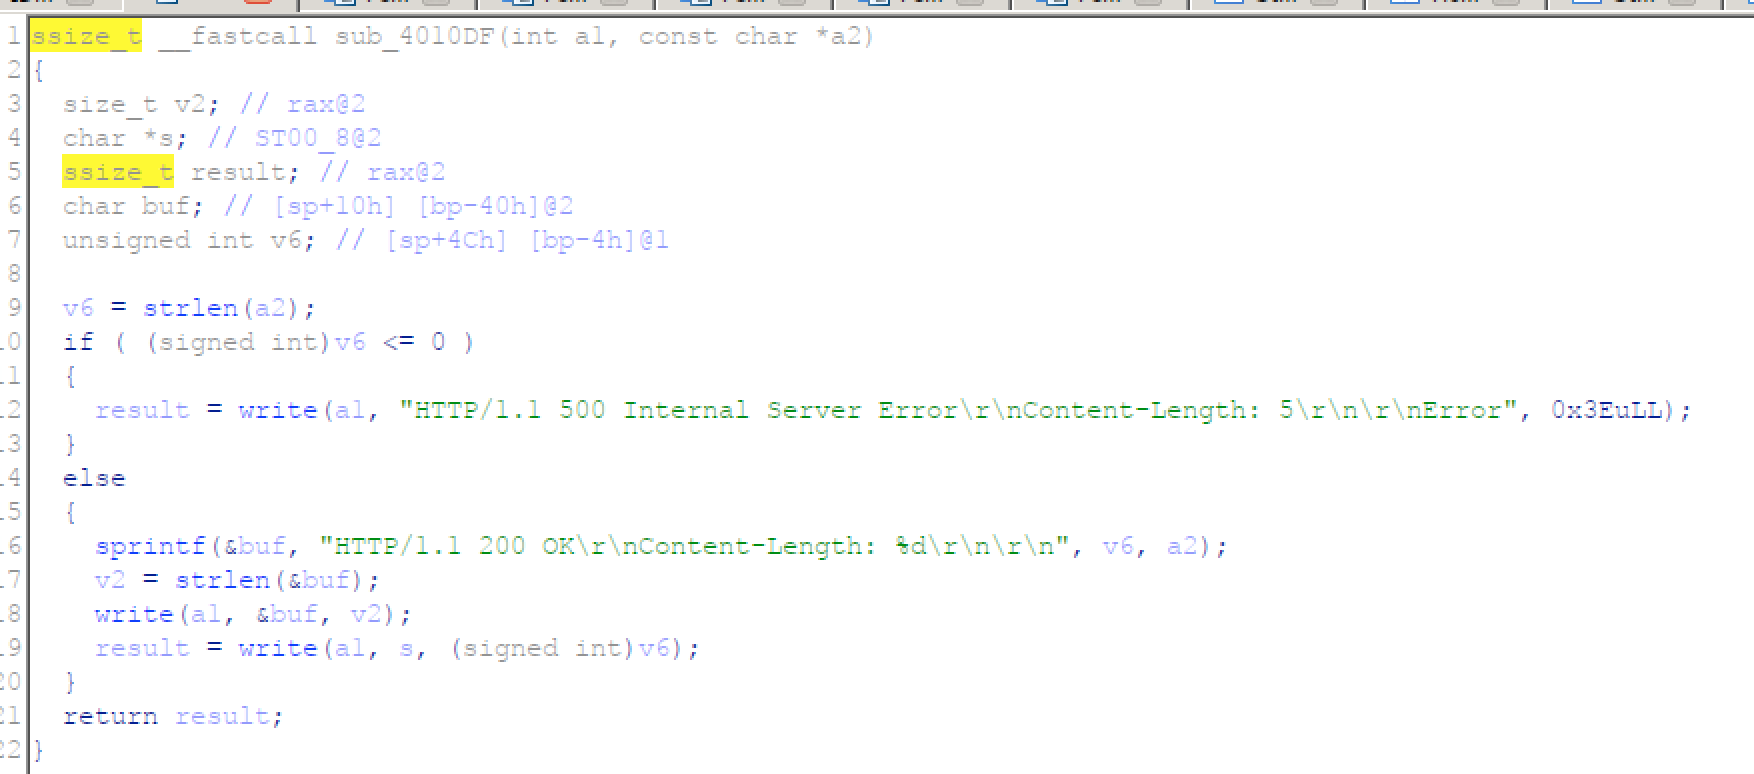 1 ssize_t __fastcall sub_4010DF(int a1, const char *a2)
2 {
3 size_t v2; // rax@2
4 char *s; // ST00_8@2
5 ssize_t result; // rax@2
6 char buf; // [sp+10h] [bp-40h]@2
7 unsigned int v6; // [sp+4Ch] [bp-4h]@1
8
9 v6 = strlen(a2);
10 if ( (signed int)v6 <= 0 )
11 {
12 result = write(a1, "HTTP/1.1 500 Internal Server Error\r\nContent-Length: 5\r\n\r\nError", 0x3EuLL);
13 }
14 else
15 {
16 sprintf(&buf, "HTTP/1.1 200 OK\r\nContent-Length: %d\r\n\r\n", v6, a2);
17 v2 = strlen(&buf);
18 write(a1, &buf, v2);
19 result = write(a1, s, (signed int)v6);
20 }
21 return result;
22 }